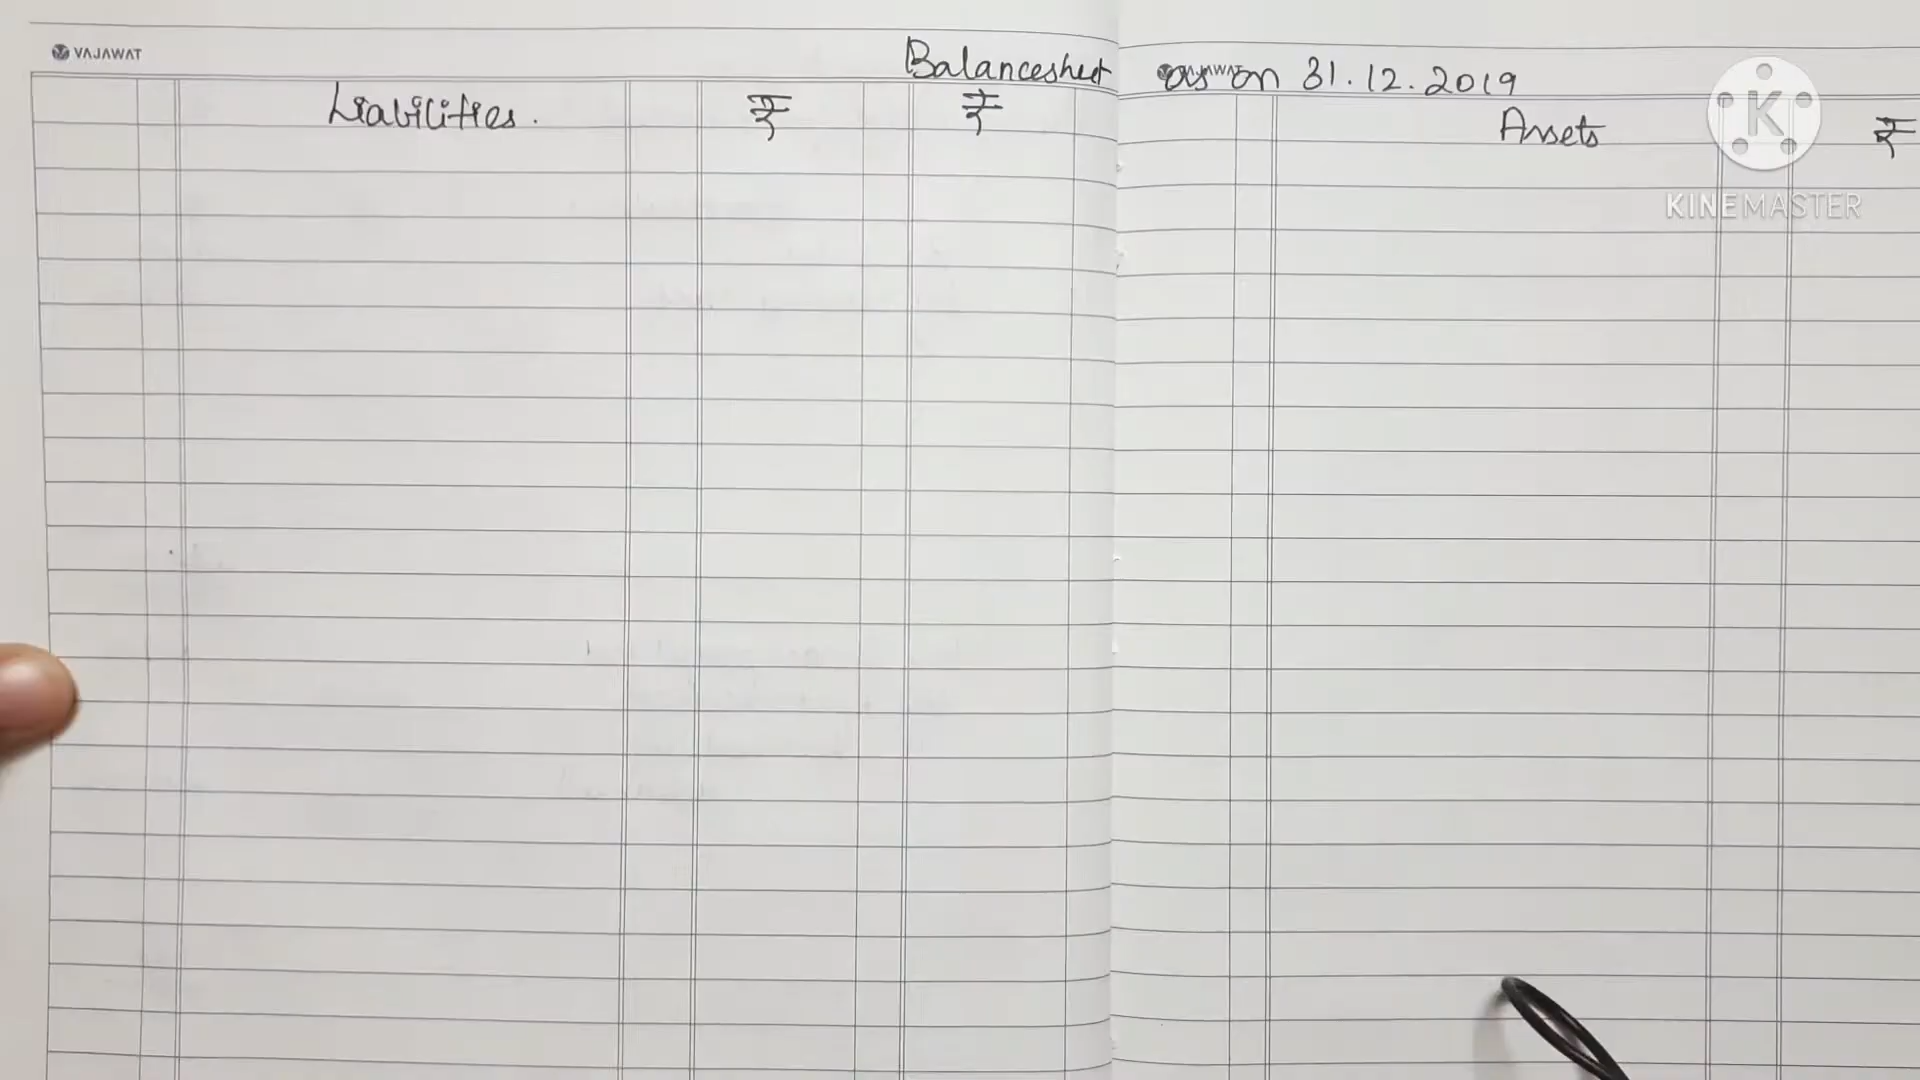 VAJAWAT
Balancesheet as on 31.12.2019
Liabilities. ₹ ₹ Assets ₹
KINEMASTER